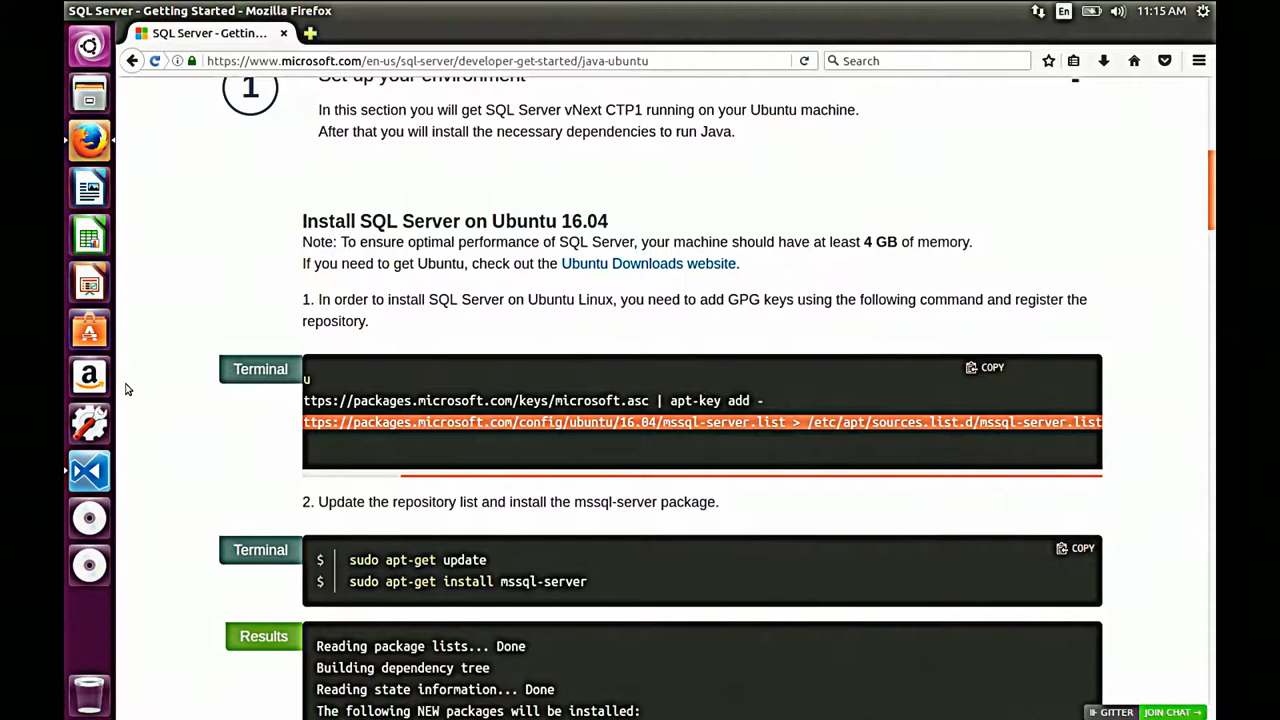 SQL Server - Getting Started - Mozilla Firefox
En
11:15 AM
SQL Server - Gettin...
https://www.microsoft.com/en-us/sql-server/developer-get-started/java-ubuntu
Search
1
Set up your environment
In this section you will get SQL Server vNext CTP1 running on your Ubuntu machine.
After that you will install the necessary dependencies to run Java.
Install SQL Server on Ubuntu 16.04
Note: To ensure optimal performance of SQL Server, your machine should have at least 4 GB of memory.
If you need to get Ubuntu, check out the Ubuntu Downloads website.
1. In order to install SQL Server on Ubuntu Linux, you need to add GPG keys using the following command and register the
repository.
Terminal
COPY
u
ttps://packages.microsoft.com/keys/microsoft.asc | apt-key add -
ttps://packages.microsoft.com/config/ubuntu/16.04/mssql-server.list > /etc/apt/sources.list.d/mssql-server.list
2. Update the repository list and install the mssql-server package.
Terminal
COPY
$ sudo apt-get update
$ sudo apt-get install mssql-server
Results
Reading package lists... Done
Building dependency tree
Reading state information... Done
The following NEW packages will be installed:
GITTER
JOIN CHAT →